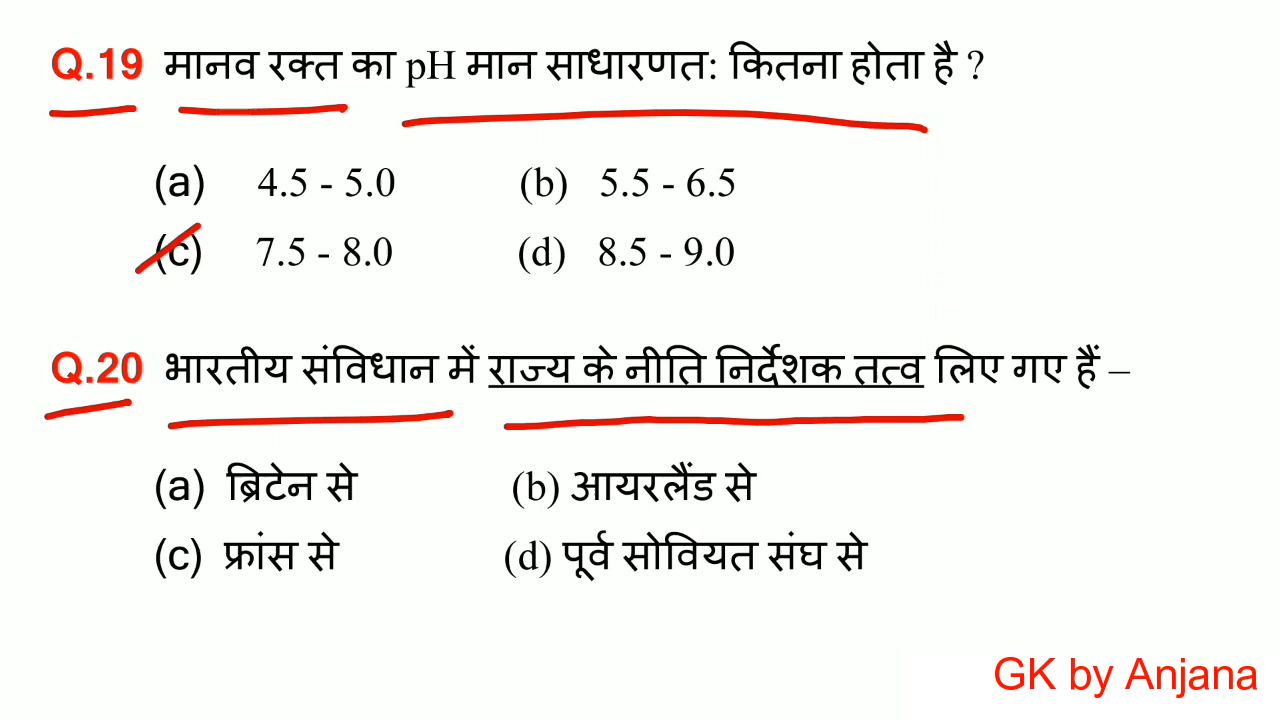 Q.19 मानव रक्त का pH मान साधारणत: कितना होता है ?
(a) 4.5 - 5.0 (b) 5.5 - 6.5
(c) 7.5 - 8.0 (d) 8.5 - 9.0
Q.20 भारतीय संविधान में राज्य के नीति निर्देशक तत्व लिए गए हैं –
(a) ब्रिटेन से (b) आयरलैंड से
(c) फ्रांस से (d) पूर्व सोवियत संघ से
GK by Anjana